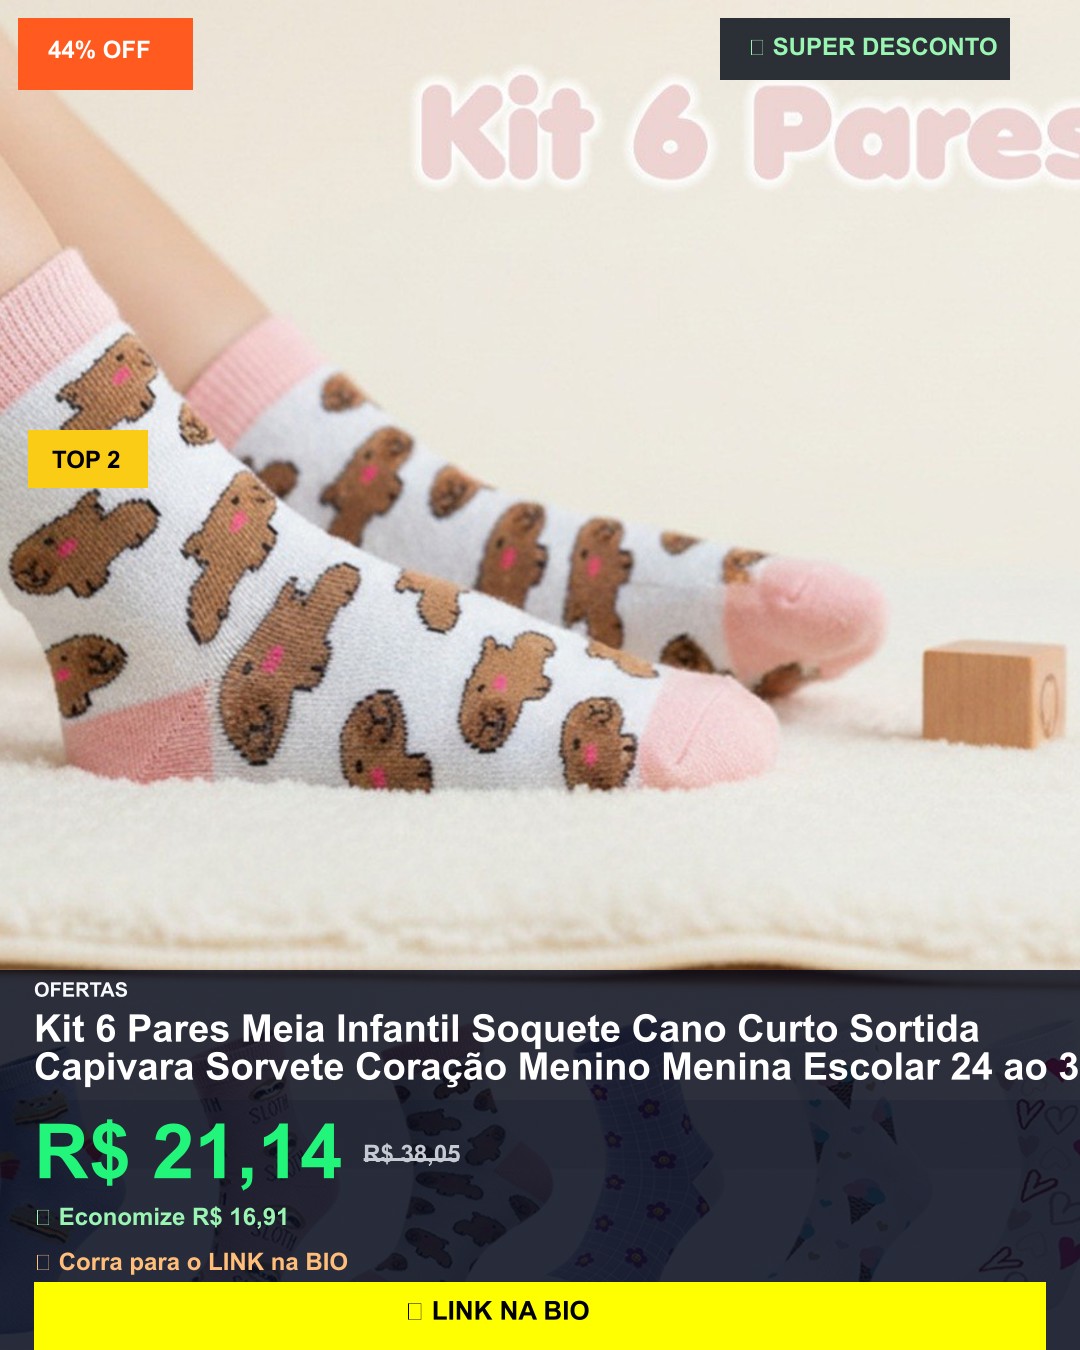 44% OFF
SUPER DESCONTO
Kit 6 Pares
TOP 2
OFERTAS
Kit 6 Pares Meia Infantil Soquete Cano Curto Sortida
Capivara Sorvete Coração Menino Menina Escolar 24 ao 3
R$ 21,14
R$ 38,05
Economize R$ 16,91
Corra para o LINK na BIO
LINK NA BIO
SLOTH
SLOTH